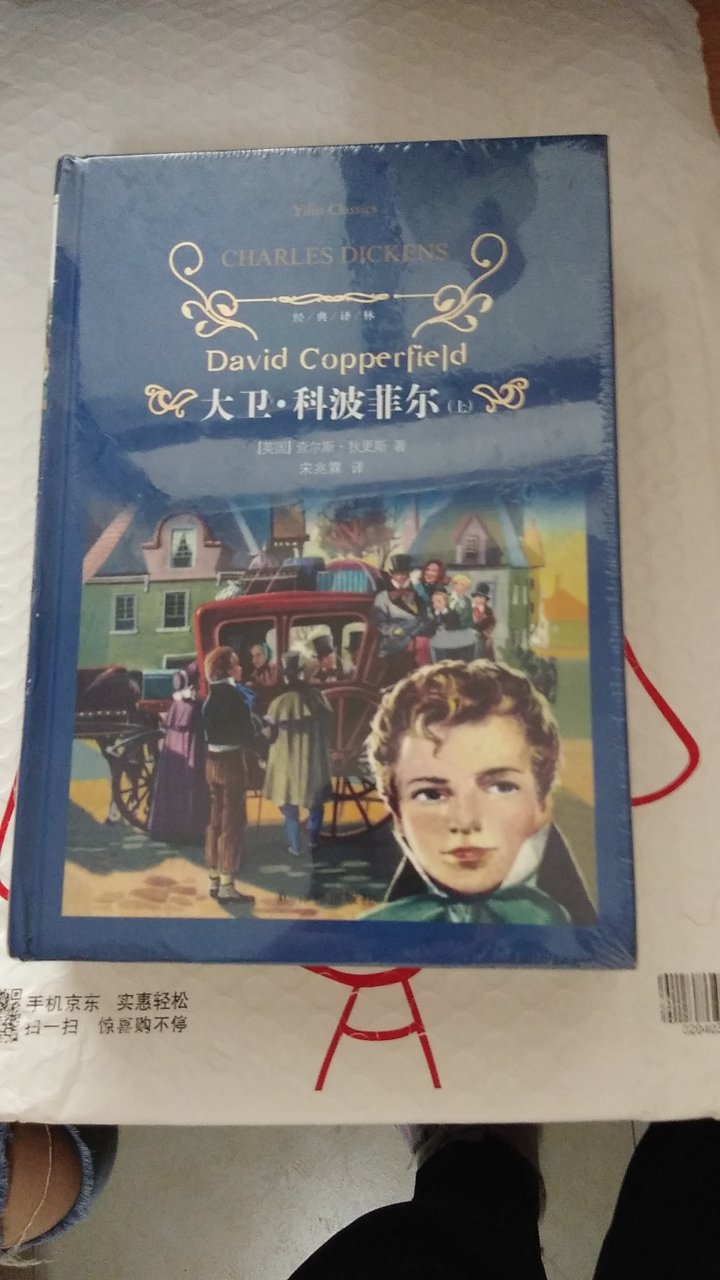 Yilin Classics
CHARLES DICKENS
经/典/译/林
David Copperfield
大卫·科波菲尔(上)
[英国] 查尔斯·狄更斯 著
宋兆霖 译
手机京东 实惠轻松
扫一扫 惊喜购不停